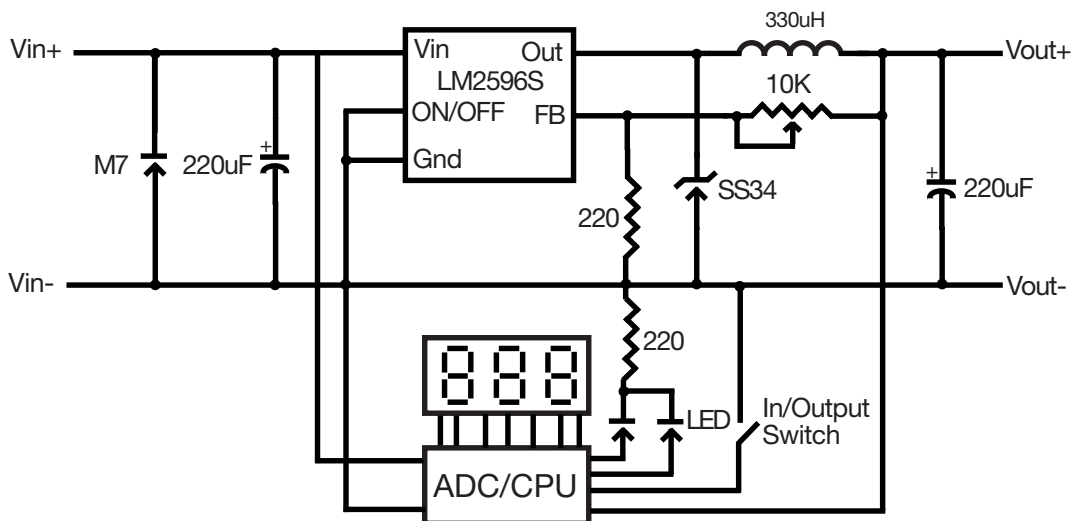 330uH
Vin+
Vin
Out
Vout+
LM2596S
10K
ON/OFF
FB
M7
220uF
+
Gnd
SS34
+
220uF
220
Vin-
Vout-
220
888
LED
In/Output
Switch
ADC/CPU